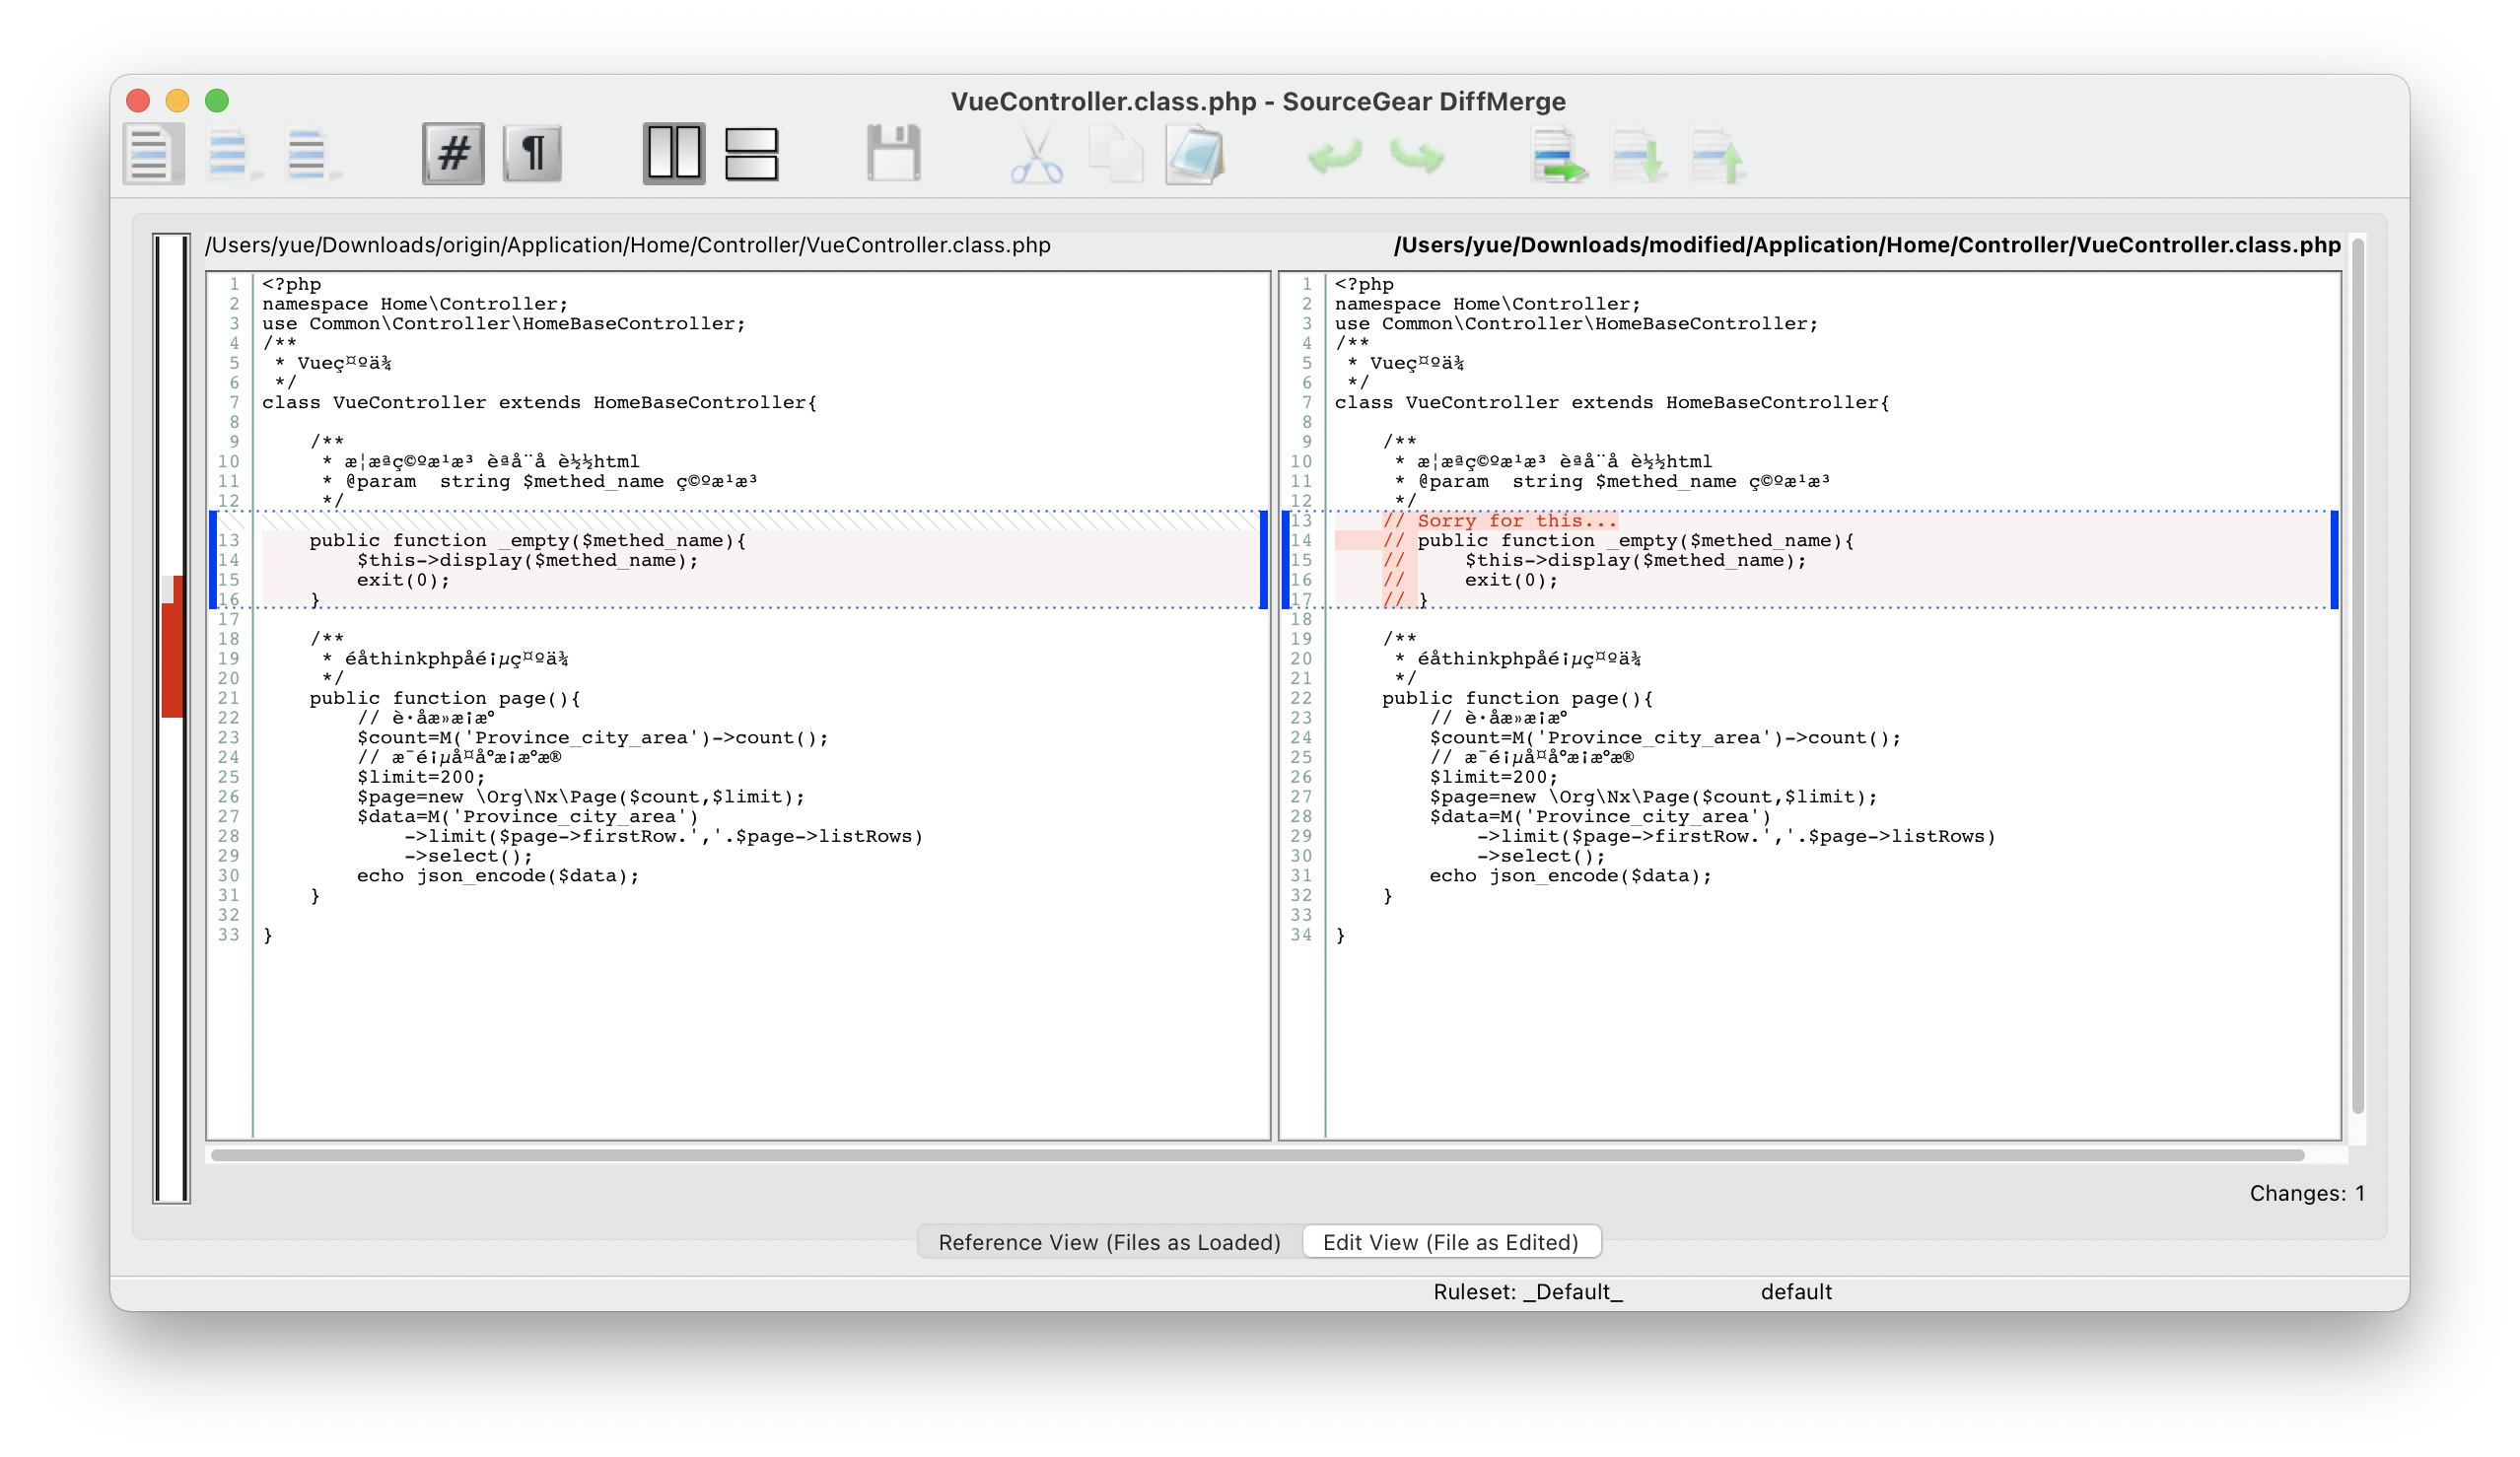 VueController.class.php - SourceGear DiffMerge
# ¶
/Users/yue/Downloads/origin/Application/Home/Controller/VueController.class.php
1 <?php
2 namespace Home\Controller;
3 use Common\Controller\HomeBaseController;
4 /**
5  * Vueç¤ºä¾
6  */
7 class VueController extends HomeBaseController{
8
9     /**
10      * æ¦æªç©ºæ¹æ³ èªå¨å è½½html
11      * @param  string $methed_name ç©ºæ¹æ³
12      */
13     public function _empty($methed_name){
14         $this->display($methed_name);
15         exit(0);
16     }
17
18     /**
19      * éåthinkphpåé¡µç¤ºä¾
20      */
21     public function page(){
22         // è·åæ»æ¡æ°
23         $count=M('Province_city_area')->count();
24         // æ¯é¡µå¤å°æ¡æ°æ®
25         $limit=200;
26         $page=new \Org\Nx\Page($count,$limit);
27         $data=M('Province_city_area')
28             ->limit($page->firstRow.','.$page->listRows)
29             ->select();
30         echo json_encode($data);
31     }
32
33 }
/Users/yue/Downloads/modified/Application/Home/Controller/VueController.class.php
1 <?php
2 namespace Home\Controller;
3 use Common\Controller\HomeBaseController;
4 /**
5  * Vueç¤ºä¾
6  */
7 class VueController extends HomeBaseController{
8
9     /**
10      * æ¦æªç©ºæ¹æ³ èªå¨å è½½html
11      * @param  string $methed_name ç©ºæ¹æ³
12      */
13     // Sorry for this...
14     // public function _empty($methed_name){
15     //     $this->display($methed_name);
16     //     exit(0);
17     // }
18
19     /**
20      * éåthinkphpåé¡µç¤ºä¾
21      */
22     public function page(){
23         // è·åæ»æ¡æ°
24         $count=M('Province_city_area')->count();
25         // æ¯é¡µå¤å°æ¡æ°æ®
26         $limit=200;
27         $page=new \Org\Nx\Page($count,$limit);
28         $data=M('Province_city_area')
29             ->limit($page->firstRow.','.$page->listRows)
30             ->select();
31         echo json_encode($data);
32     }
33
34 }
Changes: 1
Reference View (Files as Loaded)
Edit View (File as Edited)
Ruleset: _Default_
default